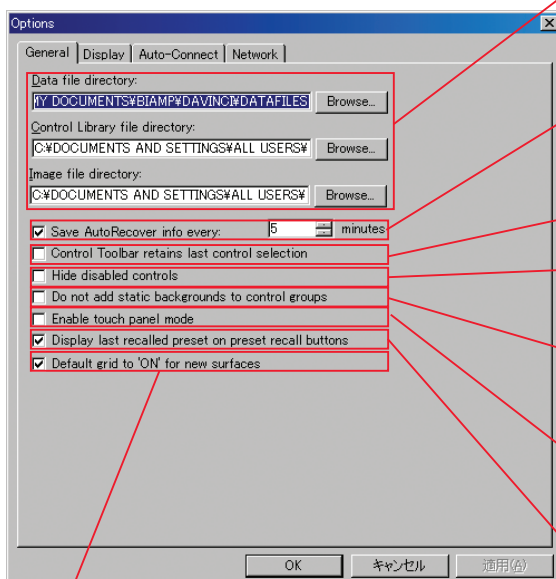 Options
General Display Auto-Connect Network
Data file directory:
MY DOCUMENTS¥BIAMP¥DAVINCI¥DATAFILES Browse...
Control Library file directory:
C:¥DOCUMENTS AND SETTINGS¥ALL USERS¥ Browse...
Image file directory:
C:¥DOCUMENTS AND SETTINGS¥ALL USERS¥ Browse...
Save AutoRecover info every: 5 minutes
Control Toolbar retains last control selection
Hide disabled controls
Do not add static backgrounds to control groups
Enable touch panel mode
Display last recalled preset on preset recall buttons
Default grid to 'ON' for new surfaces
OK キャンセル 適用(A)